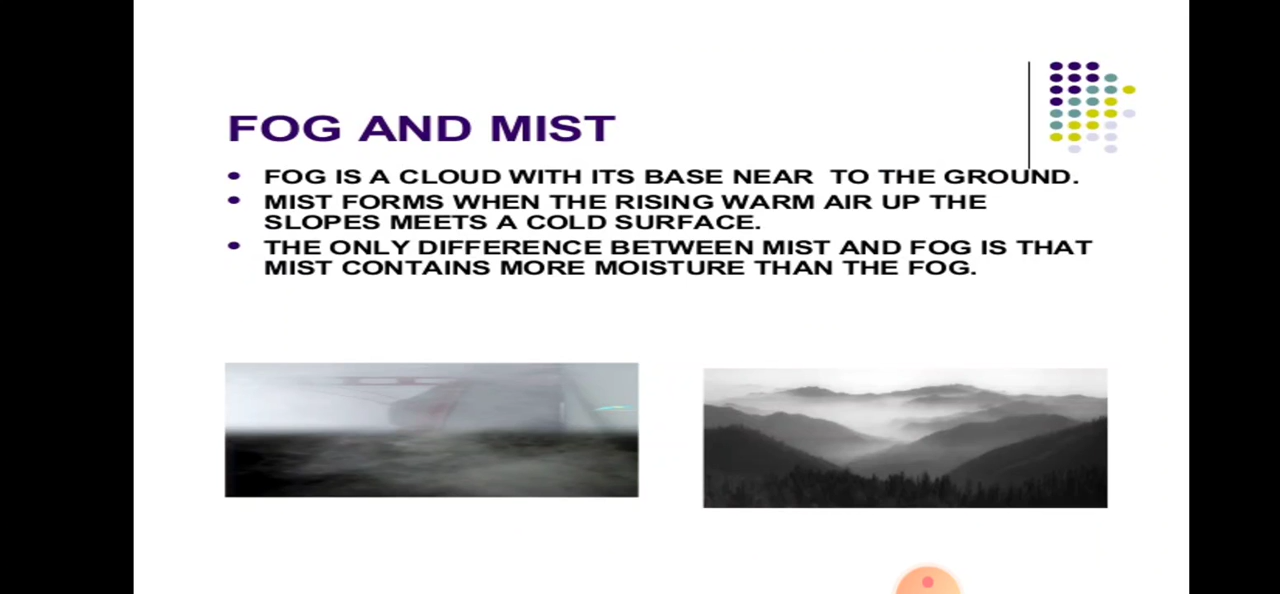 FOG AND MIST
• FOG IS A CLOUD WITH ITS BASE NEAR TO THE GROUND.
• MIST FORMS WHEN THE RISING WARM AIR UP THE
SLOPES MEETS A COLD SURFACE.
• THE ONLY DIFFERENCE BETWEEN MIST AND FOG IS THAT
MIST CONTAINS MORE MOISTURE THAN THE FOG.